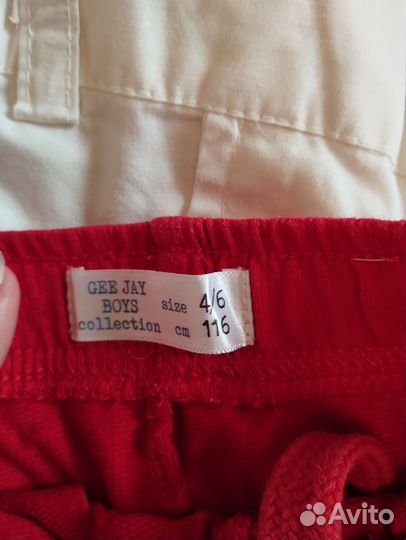 GEE JAY
BOYS size 4/6
collection cm 116
Avito